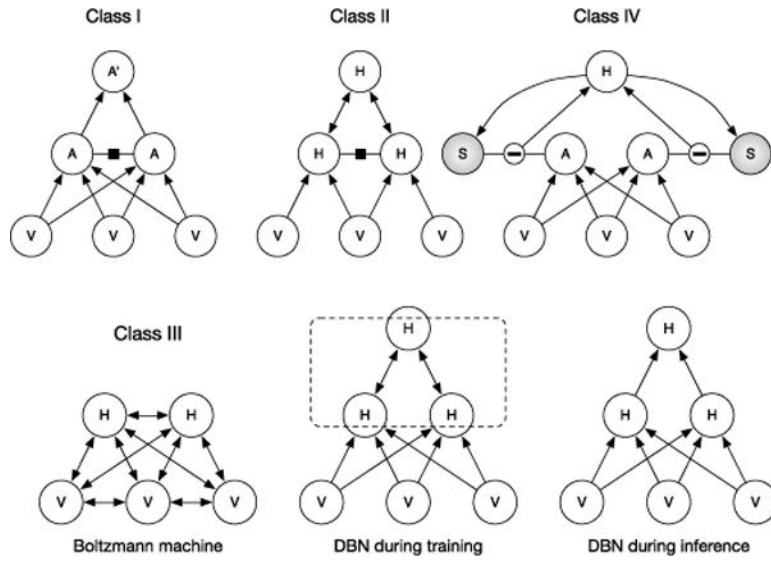 Class I
Class II
Class IV
A'
H
H
A
A
H
H
S
A
A
S
V
V
V
V
V
V
V
V
V
Class III
H
H
H
H
H
H
H
H
V
V
V
V
V
V
V
V
V
Boltzmann machine
DBN during training
DBN during inference